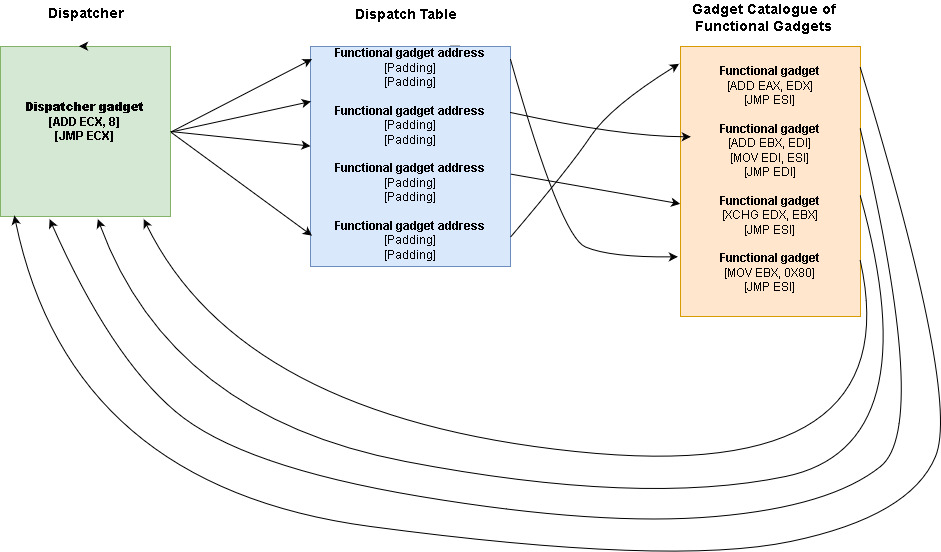 Dispatcher
Dispatcher gadget
[ADD ECX, 8]
[JMP ECX]
Dispatch Table
Functional gadget address
[Padding]
[Padding]
Functional gadget address
[Padding]
[Padding]
Functional gadget address
[Padding]
[Padding]
Functional gadget address
[Padding]
[Padding]
Gadget Catalogue of
Functional Gadgets
Functional gadget
[ADD EAX, EDX]
[JMP ESI]
Functional gadget
[ADD EBX, EDI]
[MOV EDI, ESI]
[JMP EDI]
Functional gadget
[XCHG EDX, EBX]
[JMP ESI]
Functional gadget
[MOV EBX, 0X80]
[JMP ESI]